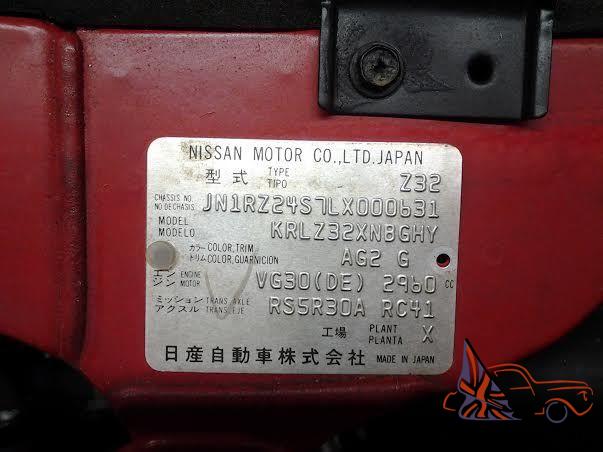 NISSAN MOTOR CO.,LTD.JAPAN
型式 TYPE TIPO Z32
CHASSIS NO. NO DE CHASIS. JN1RZ24S7LX000631
MODEL MODELO KRLZ32XNBGHY
カラー トリム COLOR,TRIM COLOR,GUARNICION AG2 G
エンジン ENGINE MOTOR VG30(DE) 2960 CC
ミッション アクスル TRANS.AXLE TRANS.EJE RS5R30A RC41
工場 PLANT PLANTA X
日産自動車株式会社 MADE IN JAPAN